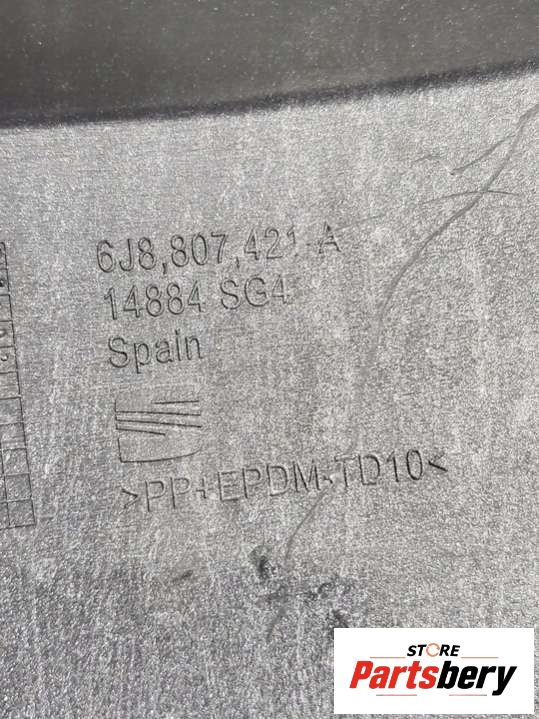 6J8,807,421 A
14884 SG4
Spain
>PP+EPDM-TD10<
STORE
Partsbery